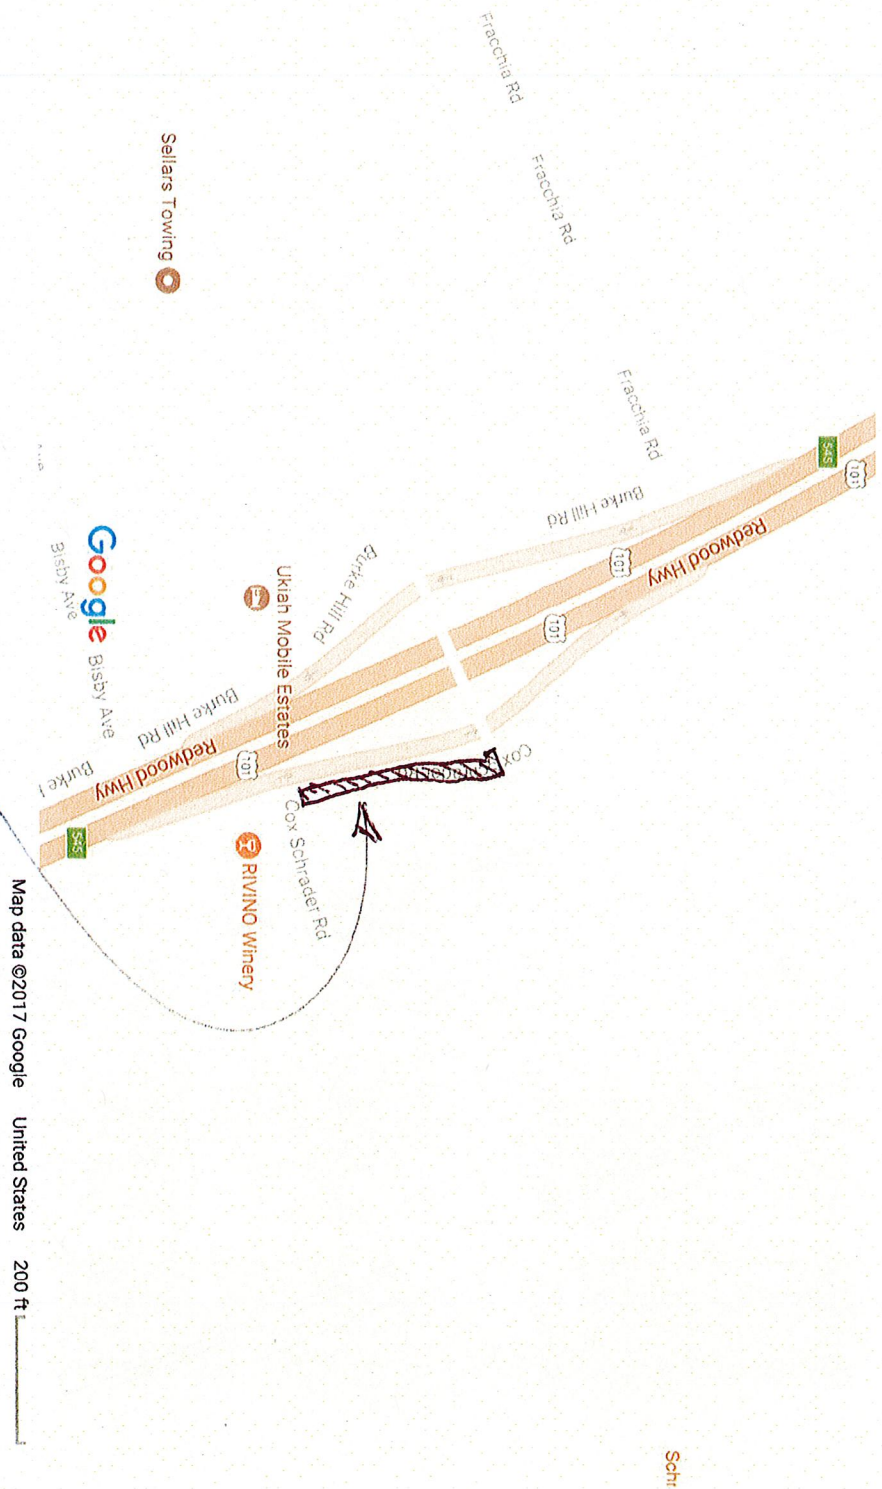 101
545
Redwood Hwy
Schr
Fracchia Rd
101
Burke Hill Rd
101
Fracchia Rd
Cox
Fracchia Rd
Burke Hill Rd
Cox Schrader Rd
Ukiah Mobile Estates
RIVINO Winery
101
Burke Hill Rd
Sellars Towing
Redwood Hwy
Google
Bisby Ave
545
Burke
Bisby Ave
Map data ©2017 Google United States 200 ft